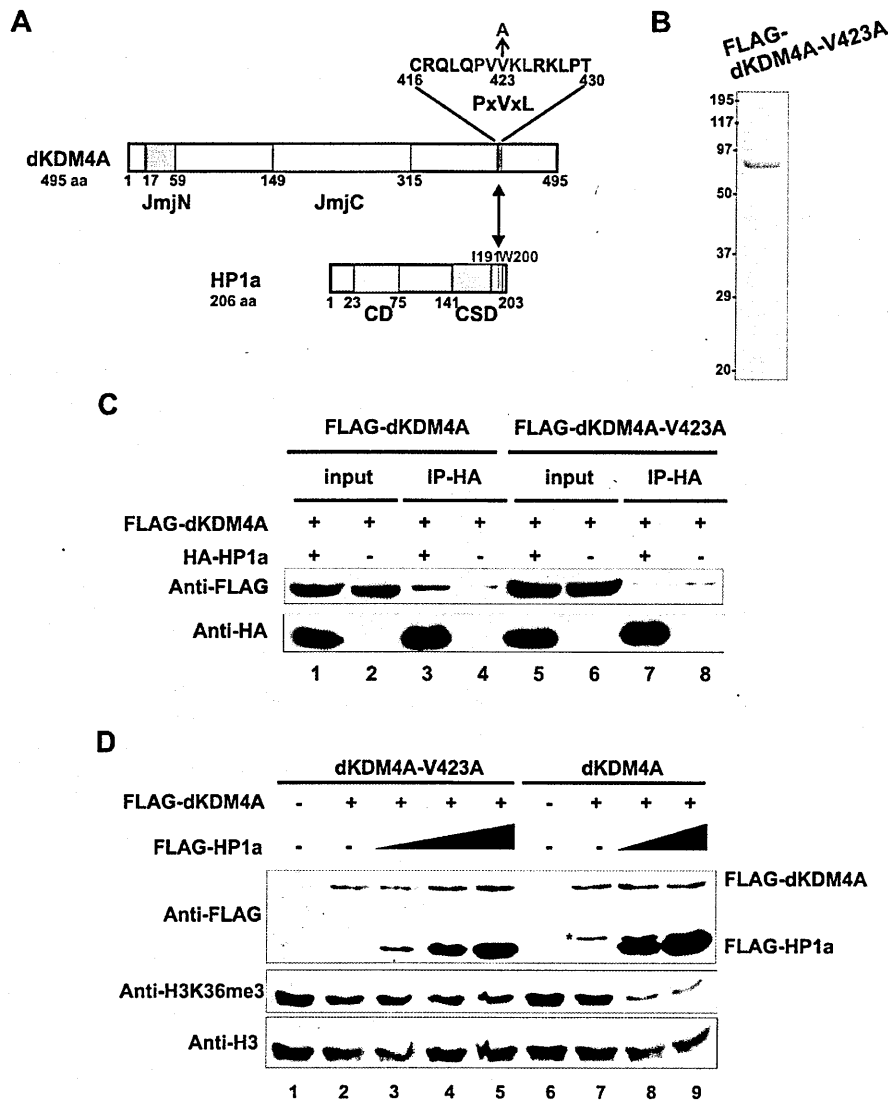 A
A
CRQLQPVVKLRKLPT
416 423 430
PxVxL
dKDM4A
495 aa
1 17 59 149 315 495
JmjN JmjC
I191 W200
HP1a
206 aa
1 23 75 141 203
CD CSD
B
FLAG-
dKDM4A-V423A
195
117
97
50
37
29
20
C
FLAG-dKDM4A FLAG-dKDM4A-V423A
input IP-HA input IP-HA
FLAG-dKDM4A + + + + + + + +
HA-HP1a + - + - + - + -
Anti-FLAG
Anti-HA
1 2 3 4 5 6 7 8
D
dKDM4A-V423A dKDM4A
FLAG-dKDM4A - + + + + - + + +
FLAG-HP1a - - - -
Anti-FLAG
FLAG-dKDM4A
*
FLAG-HP1a
Anti-H3K36me3
Anti-H3
1 2 3 4 5 6 7 8 9